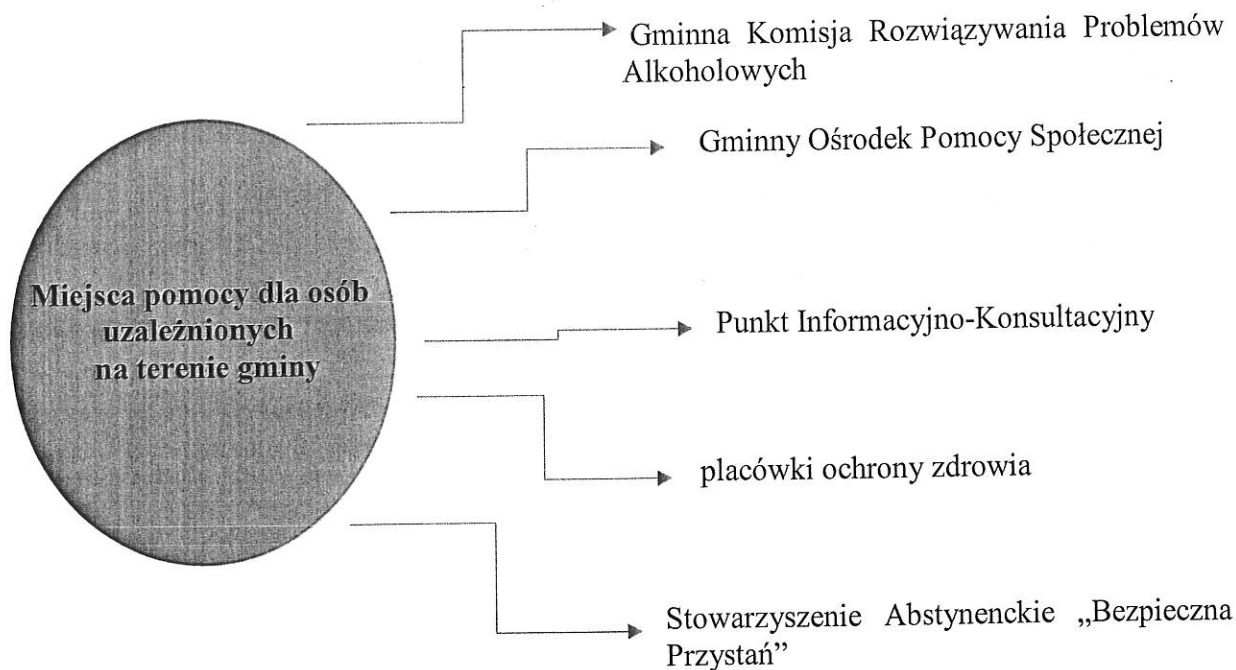 Gminna Komisja Rozwiązywania Problemów
Alkoholowych
Gminny Ośrodek Pomocy Społecznej
Miejsca pomocy dla osób
uzależnionych
na terenie gminy
Punkt Informacyjno-Konsultacyjny
placówki ochrony zdrowia
Stowarzyszenie Abstynenckie „Bezpieczna
Przystań”